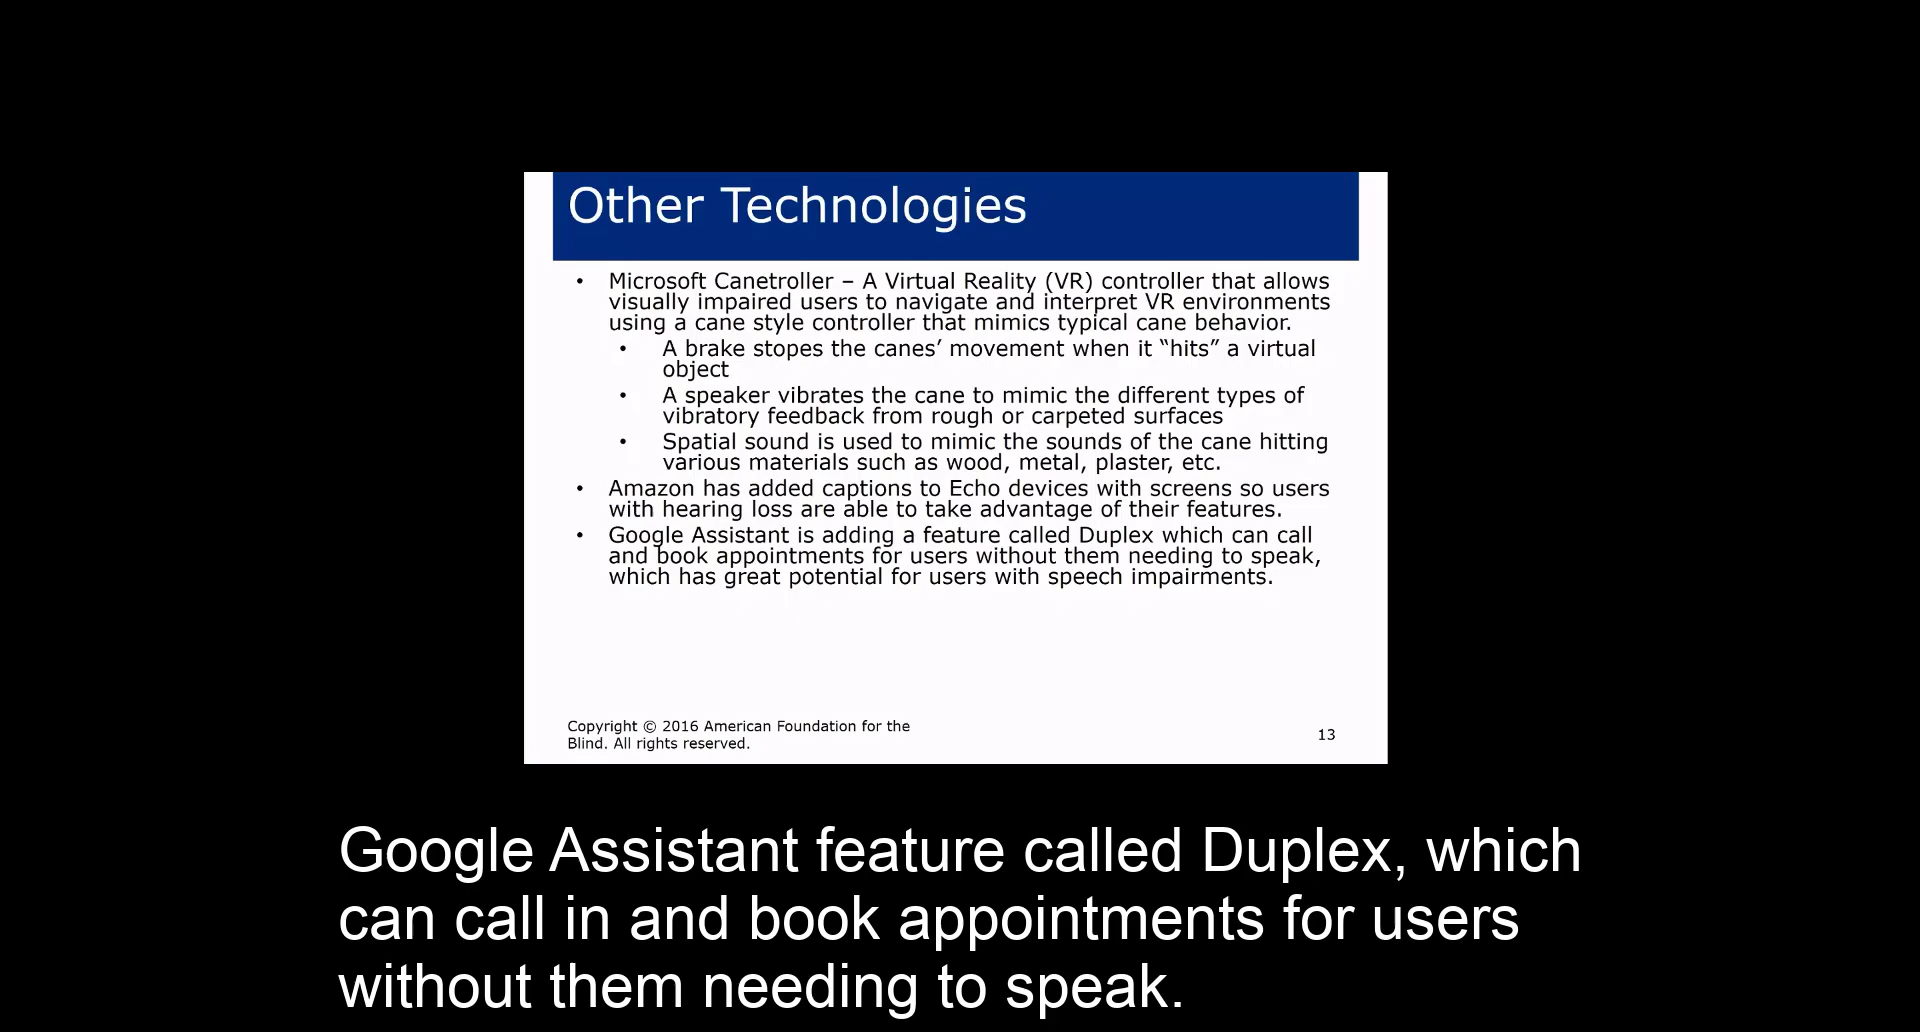 Other Technologies
• Microsoft Canetroller – A Virtual Reality (VR) controller that allows
visually impaired users to navigate and interpret VR environments
using a cane style controller that mimics typical cane behavior.
• A brake stopes the canes’ movement when it “hits” a virtual
object
• A speaker vibrates the cane to mimic the different types of
vibratory feedback from rough or carpeted surfaces
• Spatial sound is used to mimic the sounds of the cane hitting
various materials such as wood, metal, plaster, etc.
• Amazon has added captions to Echo devices with screens so users
with hearing loss are able to take advantage of their features.
• Google Assistant is adding a feature called Duplex which can call
and book appointments for users without them needing to speak,
which has great potential for users with speech impairments.
Copyright © 2016 American Foundation for the
Blind. All rights reserved.
13
Google Assistant feature called Duplex, which
can call in and book appointments for users
without them needing to speak.